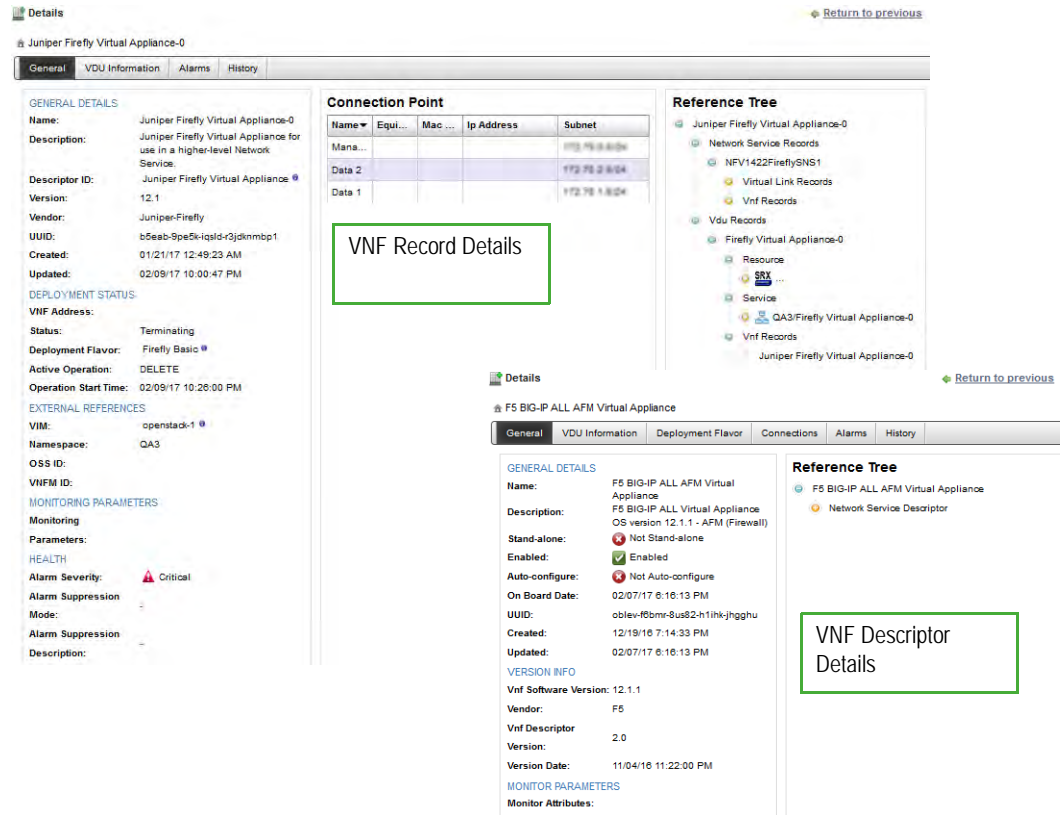 Details
Return to previous
Juniper Firefly Virtual Appliance-0
General VDU Information Alarms History
GENERAL DETAILS
Name: Juniper Firefly Virtual Appliance-0
Description: Juniper Firefly Virtual Appliance for
use in a higher-level Network
Service.
Descriptor ID: Juniper Firefly Virtual Appliance
Version: 12.1
Vendor: Juniper-Firefly
UUID: b5eab-9pe5k-iqsld-r3jdknmbp1
Created: 01/21/17 12:49:23 AM
Updated: 02/09/17 10:00:47 PM
DEPLOYMENT STATUS
VNF Address:
Status: Terminating
Deployment Flavor: Firefly Basic
Active Operation: DELETE
Operation Start Time: 02/09/17 10:26:00 PM
EXTERNAL REFERENCES
VIM: openstack-1
Namespace: QA3
OSS ID:
VNFM ID:
MONITORING PARAMETERS
Monitoring
Parameters:
HEALTH
Alarm Severity: Critical
Alarm Suppression
Mode: -
Alarm Suppression
Description: -
Connection Point
Name Equi... Mac ... Ip Address Subnet
Mana...
Data 2
Data 1
VNF Record Details
Reference Tree
Juniper Firefly Virtual Appliance-0
Network Service Records
NFV1422FireflySNS1
Virtual Link Records
Vnf Records
Vdu Records
Firefly Virtual Appliance-0
Resource
SRX ...
Service
QA3/Firefly Virtual Appliance-0
Vnf Records
Juniper Firefly Virtual Appliance-0
Details
Return to previous
F5 BIG-IP ALL AFM Virtual Appliance
General VDU Information Deployment Flavor Connections Alarms History
GENERAL DETAILS
Name: F5 BIG-IP ALL AFM Virtual
Appliance
Description: F5 BIG-IP ALL Virtual Appliance
OS version 12.1.1 - AFM (Firewall)
Stand-alone: Not Stand-alone
Enabled: Enabled
Auto-configure: Not Auto-configure
On Board Date: 02/07/17 6:16:13 PM
UUID: oblev-f6bmr-8us82-h1ihk-jhgghu
Created: 12/19/16 7:14:33 PM
Updated: 02/07/17 6:16:13 PM
VERSION INFO
Vnf Software Version: 12.1.1
Vendor: F5
Vnf Descriptor
Version: 2.0
Version Date: 11/04/16 11:22:00 PM
MONITOR PARAMETERS
Monitor Attributes:
Reference Tree
F5 BIG-IP ALL AFM Virtual Appliance
Network Service Descriptor
VNF Descriptor
Details